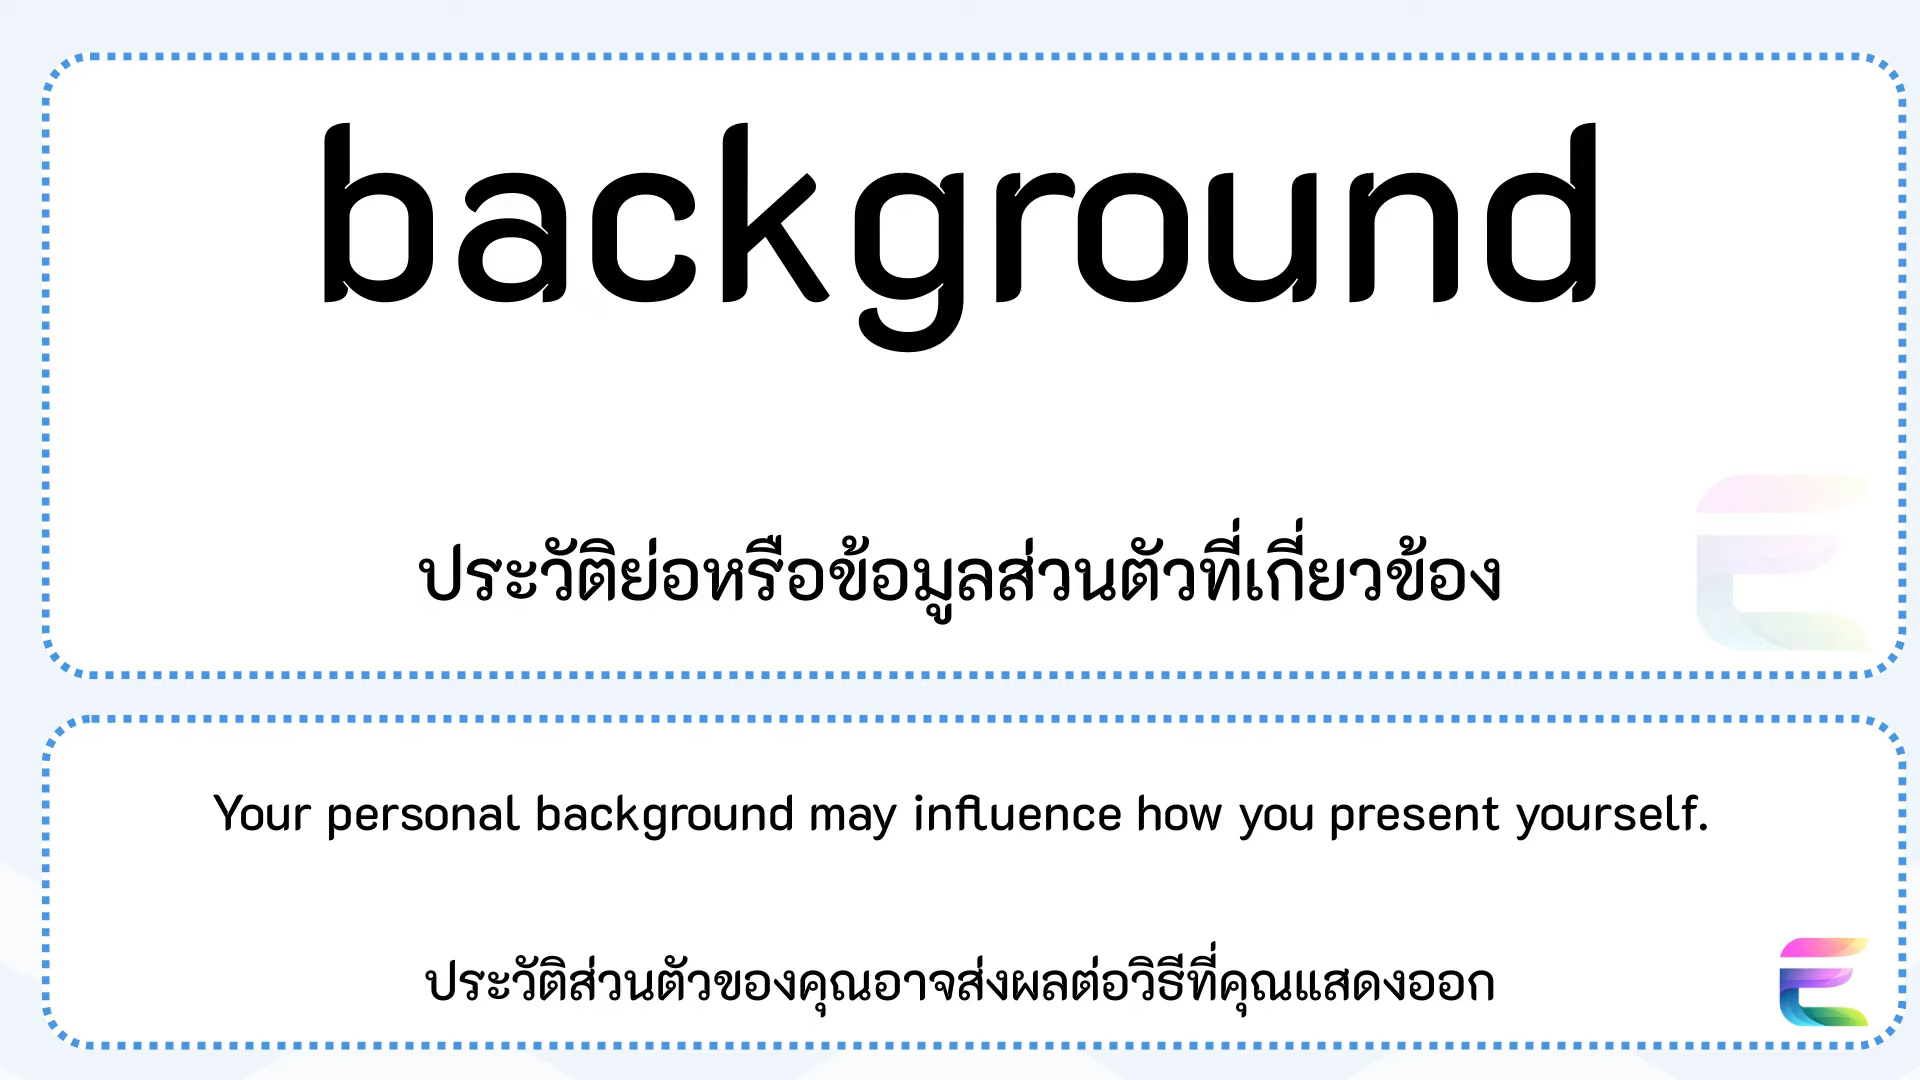 background
ประวัติย่อหรือข้อมูลส่วนตัวที่เกี่ยวข้อง
Your personal background may influence how you present yourself.
ประวัติส่วนตัวของคุณอาจส่งผลต่อวิธีที่คุณแสดงออก